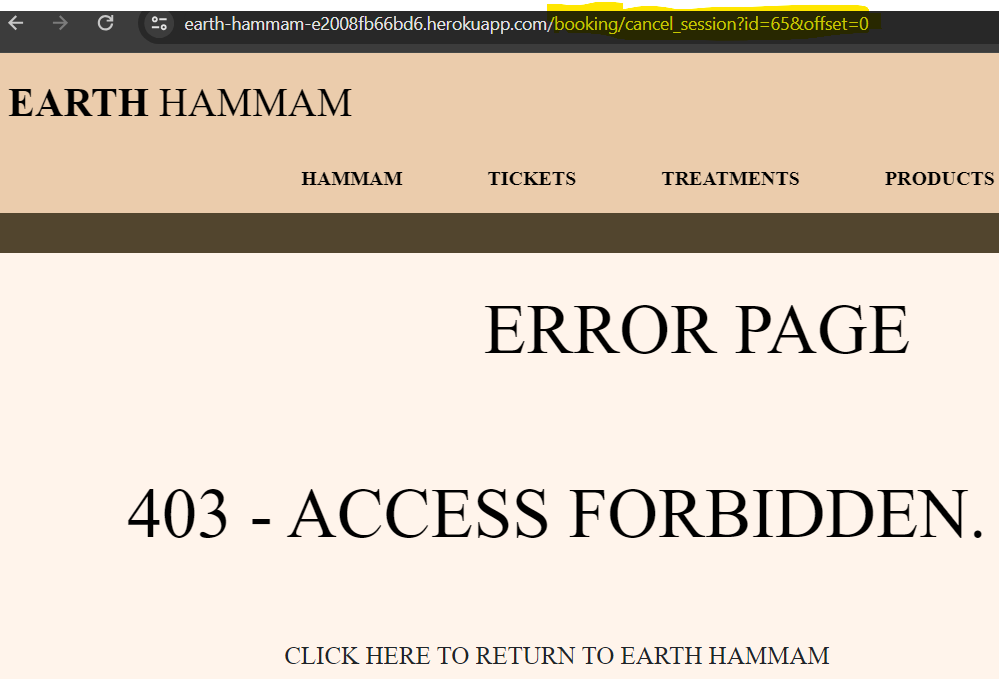 earth-hammam-e2008fb66bd6.herokuapp.com/booking/cancel_session?id=65&offset=0
EARTH HAMMAM
HAMMAM TICKETS TREATMENTS PRODUCTS
ERROR PAGE
403 - ACCESS FORBIDDEN.
CLICK HERE TO RETURN TO EARTH HAMMAM